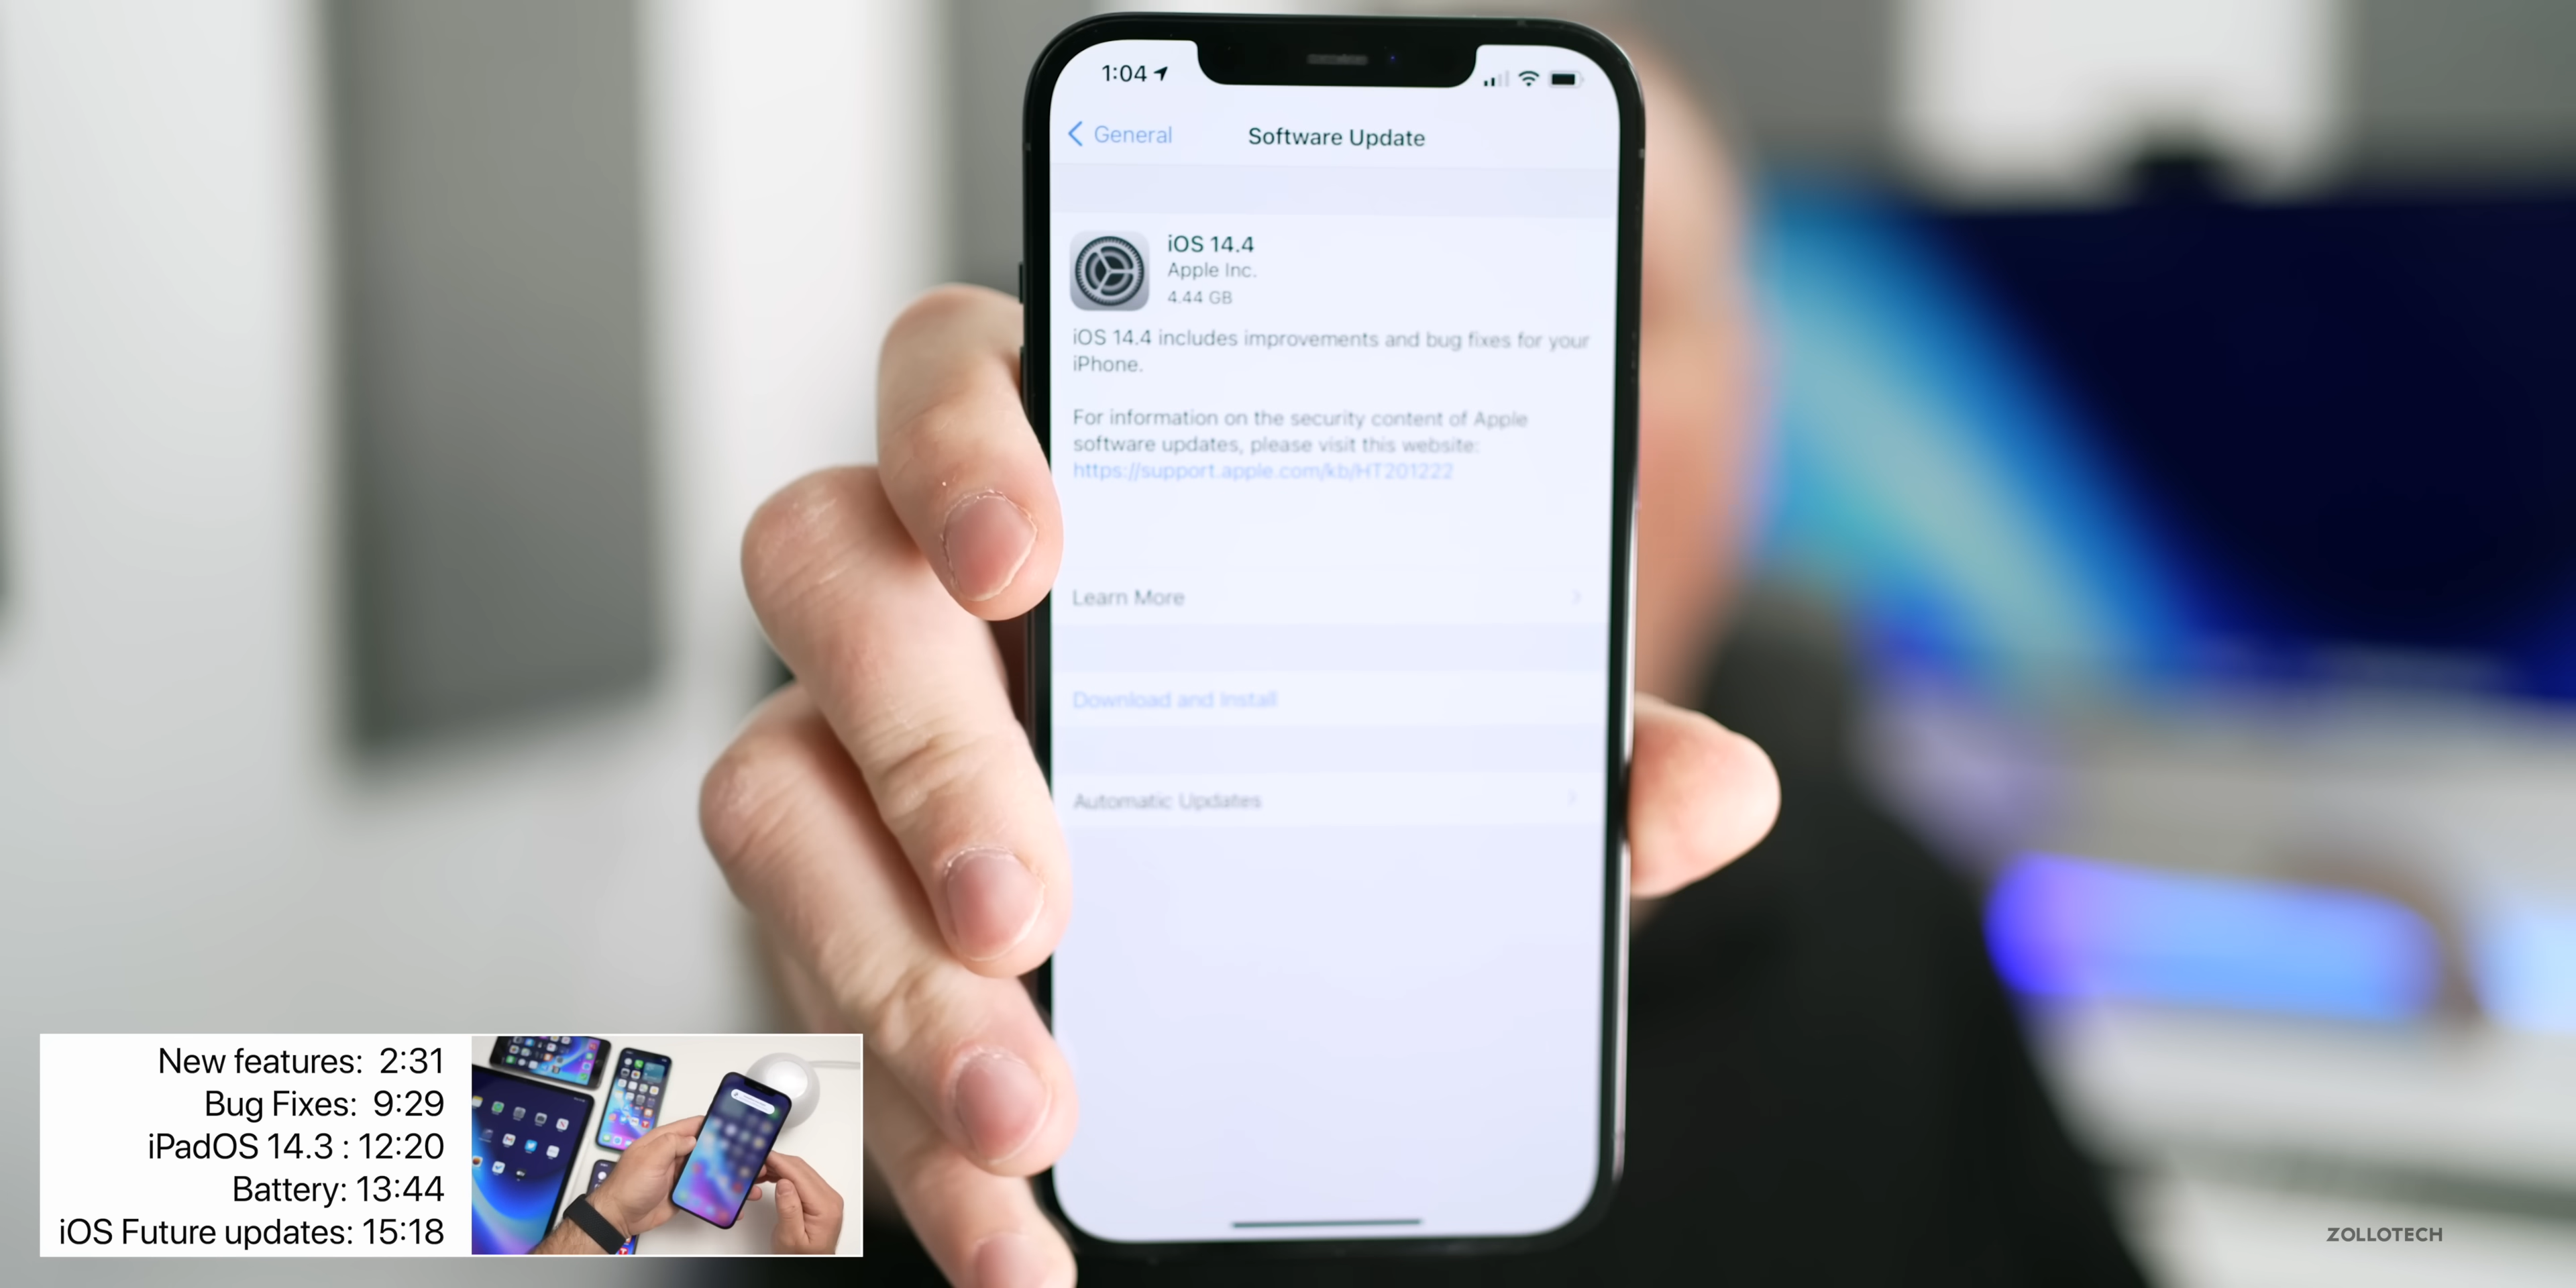 1:04
General
Software Update
iOS 14.4
Apple Inc.
4.44 GB
iOS 14.4 includes improvements and bug fixes for your
iPhone.
For information on the security content of Apple
software updates, please visit this website:
https://support.apple.com/kb/HT201222
Learn More
Download and Install
Automatic Updates
New features: 2:31
Bug Fixes: 9:29
iPadOS 14.3 : 12:20
Battery: 13:44
iOS Future updates: 15:18
ZOLLOTECH